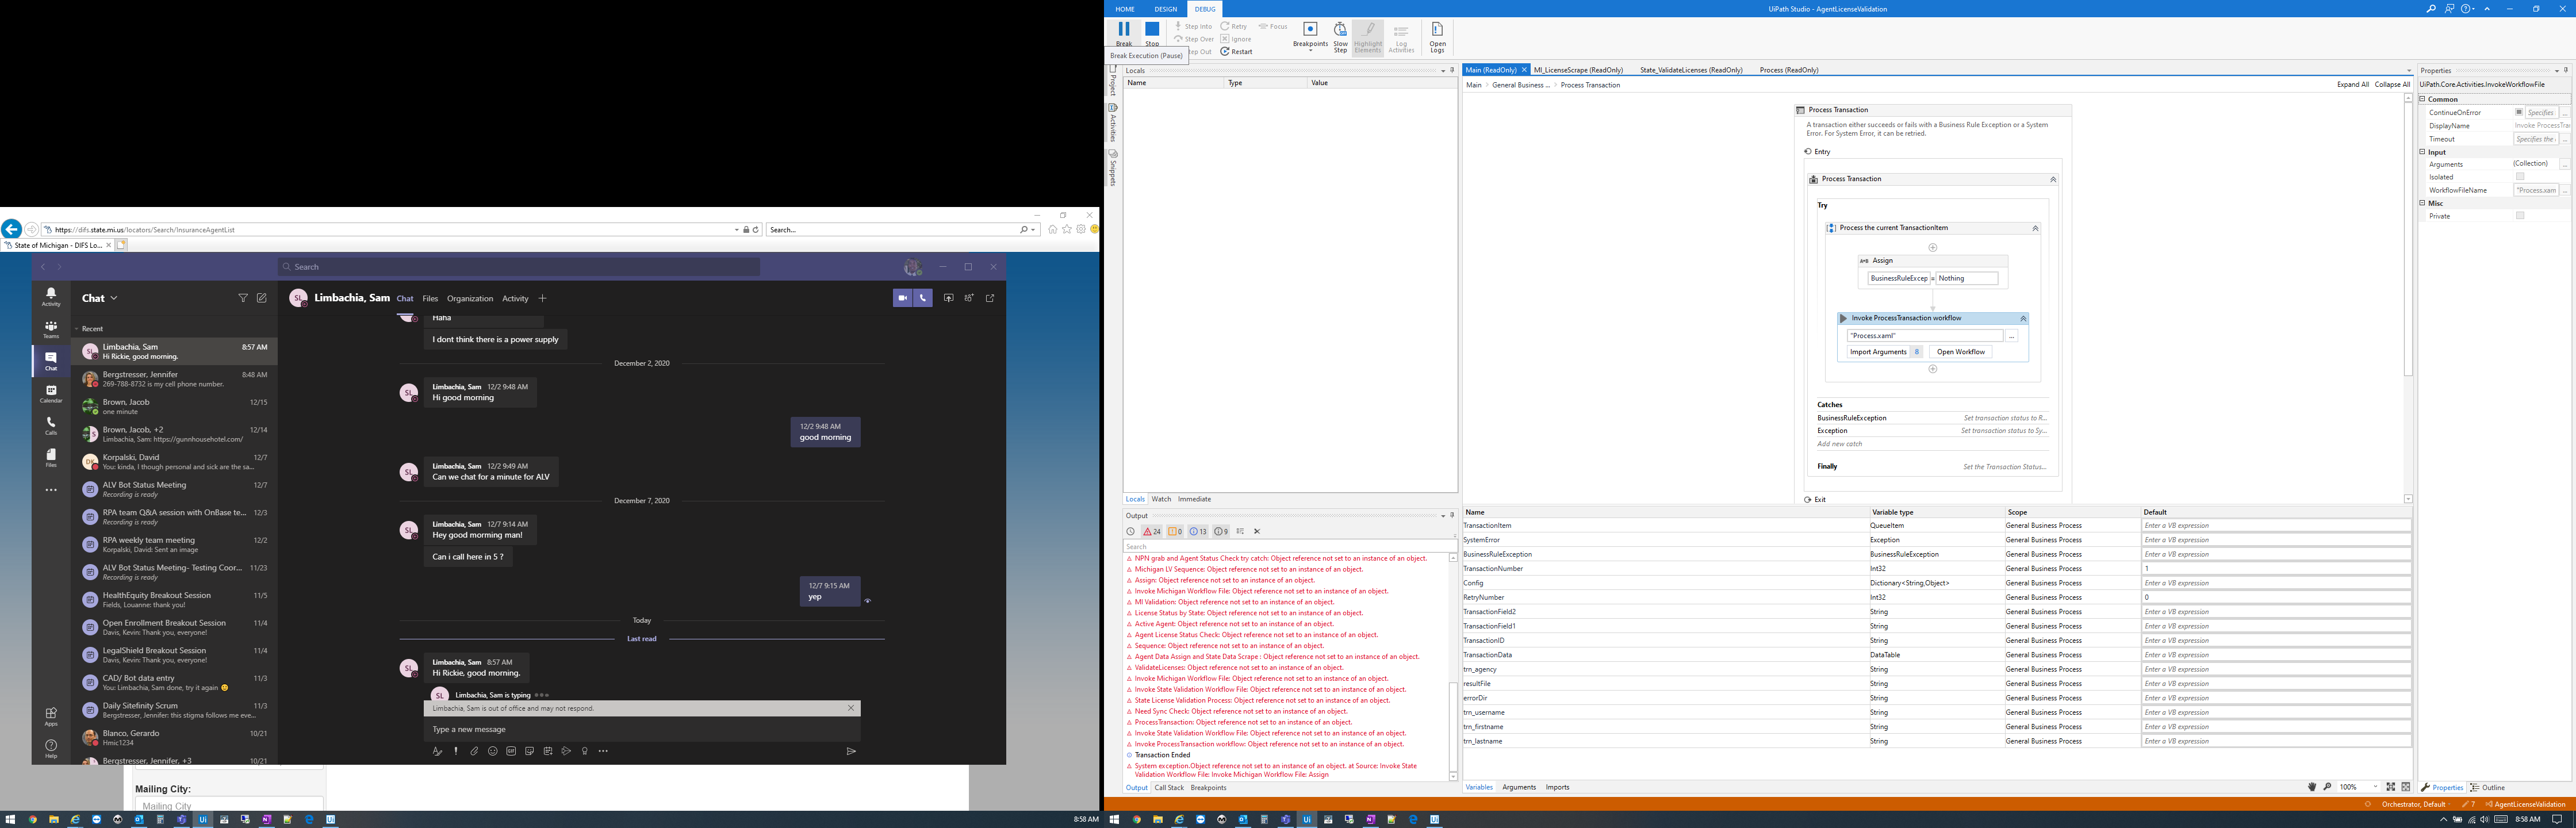 https://difs.state.mi.us/locators/Search/InsuranceAgentList
Search...
State of Michigan - DIFS Lo...
Search
Activity
Teams
Chat
Calendar
Calls
Files
Apps
Help
Chat
Recent
Limbachia, Sam 8:57 AM
Hi Rickie, good morning.
Bergstresser, Jennifer 8:48 AM
269-788-8732 is my cell phone number.
Brown, Jacob 12/15
one minute
Brown, Jacob, +2 12/14
Limbachia, Sam: https://gunnhousehotel.com/
Korpalski, David 12/7
You: kinda, I though personal and sick are the sa...
ALV Bot Status Meeting 12/7
Recording is ready
RPA team Q&A session with OnBase te... 12/3
Recording is ready
RPA weekly team meeting 12/2
Korpalski, David: Sent an image
ALV Bot Status Meeting- Testing Coor... 11/23
Recording is ready
HealthEquity Breakout Session 11/5
Fields, Louanne: thank you!
Open Enrollment Breakout Session 11/4
Davis, Kevin: Thank you, everyone!
LegalShield Breakout Session 11/4
Davis, Kevin: Thank you, everyone!
CAD/ Bot data entry 11/3
You: Limbachia, Sam done, try it again
Daily Sitefinity Scrum 11/3
Bergstresser, Jennifer: this stigma follows me eve...
Blanco, Gerardo 10/21
Hmic1234
Bergstresser, Jennifer, +3 10/21
SL Limbachia, Sam Chat Files Organization Activity
Haha
I dont think there is a power supply
December 2, 2020
Limbachia, Sam 12/2 9:48 AM
Hi good morning
12/2 9:48 AM
good morning
Limbachia, Sam 12/2 9:49 AM
Can we chat for a minute for ALV
December 7, 2020
Limbachia, Sam 12/7 9:14 AM
Hey good morning man!
Can i call here in 5 ?
12/7 9:15 AM
yep
Today
Last read
Limbachia, Sam 8:57 AM
Hi Rickie, good morning.
SL Limbachia, Sam is typing
Limbachia, Sam is out of office and may not respond.
Type a new message
Mailing City:
Mailing City
8:58 AM
HOME DESIGN DEBUG
UiPath Studio - AgentLicenseValidation
Break Stop
Step Into
Step Over
Step Out
Retry
Ignore
Restart
Focus
Breakpoints
Slow Step
Highlight Elements
Log Activities
Open Logs
Break Execution (Pause)
Project
Activities
Snippets
Locals
Name Type Value
Locals Watch Immediate
Output
24 0 13 9
Search
NPN grab and Agent Status Check try catch: Object reference not set to an instance of an object.
Michigan LV Sequence: Object reference not set to an instance of an object.
Assign: Object reference not set to an instance of an object.
Invoke Michigan Workflow File: Object reference not set to an instance of an object.
MI Validation: Object reference not set to an instance of an object.
License Status by State: Object reference not set to an instance of an object.
Active Agent: Object reference not set to an instance of an object.
Agent License Status Check: Object reference not set to an instance of an object.
Sequence: Object reference not set to an instance of an object.
Agent Data Assign and State Data Scrape : Object reference not set to an instance of an object.
ValidateLicenses: Object reference not set to an instance of an object.
Invoke Michigan Workflow File: Object reference not set to an instance of an object.
Invoke State Validation Workflow File: Object reference not set to an instance of an object.
State License Validation Process: Object reference not set to an instance of an object.
Need Sync Check: Object reference not set to an instance of an object.
ProcessTransaction: Object reference not set to an instance of an object.
Invoke State Validation Workflow File: Object reference not set to an instance of an object.
Invoke ProcessTransaction workflow: Object reference not set to an instance of an object.
Transaction Ended
System exception.Object reference not set to an instance of an object. at Source: Invoke State
Validation Workflow File: Invoke Michigan Workflow File: Assign
Output Call Stack Breakpoints
Main (ReadOnly) MI_LicenseScrape (ReadOnly) State_ValidateLicenses (ReadOnly) Process (ReadOnly)
Main > General Business ... > Process Transaction
Expand All Collapse All
Process Transaction
A transaction either succeeds or fails with a Business Rule Exception or a System
Error. For System Error, it can be retried.
Entry
Process Transaction
Try
Process the current TransactionItem
A+B Assign
BusinessRuleExcep = Nothing
Invoke ProcessTransaction workflow
"Process.xaml" ...
Import Arguments 8 Open Workflow
Catches
BusinessRuleException Set transaction status to R...
Exception Set transaction status to Sy...
Add new catch
Finally Set the Transaction Status...
Exit
Name Variable type Scope Default
TransactionItem QueueItem General Business Process Enter a VB expression
SystemError Exception General Business Process Enter a VB expression
BusinessRuleException BusinessRuleException General Business Process Enter a VB expression
TransactionNumber Int32 General Business Process 1
Config Dictionary<String,Object> General Business Process Enter a VB expression
RetryNumber Int32 General Business Process 0
TransactionField2 String General Business Process Enter a VB expression
TransactionField1 String General Business Process Enter a VB expression
TransactionID String General Business Process Enter a VB expression
TransactionData DataTable General Business Process Enter a VB expression
trn_agency String General Business Process Enter a VB expression
resultFile String General Business Process Enter a VB expression
errorDir String General Business Process Enter a VB expression
trn_username String General Business Process Enter a VB expression
trn_firstname String General Business Process Enter a VB expression
trn_lastname String General Business Process Enter a VB expression
Variables Arguments Imports
100%
Properties
UiPath.Core.Activities.InvokeWorkflowFile
Common
ContinueOnError Specifies ...
DisplayName Invoke ProcessTra
Timeout Specifies the ...
Input
Arguments (Collection) ...
Isolated
WorkflowFileName "Process.xam ...
Misc
Private
Properties Outline
Orchestrator, Default 7 AgentLicenseValidation
8:58 AM